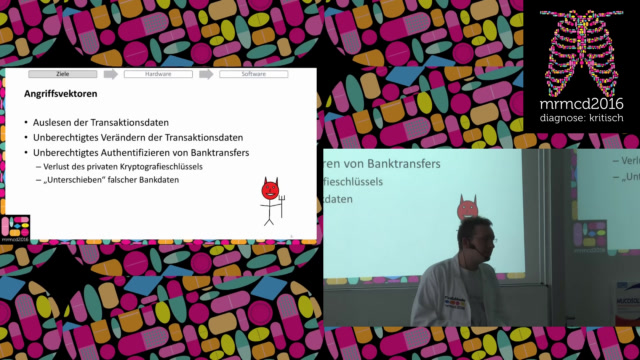 Ziele
Hardware
Software
Angriffsvektoren
• Auslesen der Transaktionsdaten
• Unberechtigtes Verändern der Transaktionsdaten
• Unberechtigtes Authentifizieren von Banktransfers
– Verlust des privaten Kryptografieschlüssels
– „Unterschieben“ falscher Bankdaten
mrmcd2016
mrmcd2016
diagnose: kritisch
ren von Banktransfers
fieschlüssels
kdaten
– Verlu
– „Unt